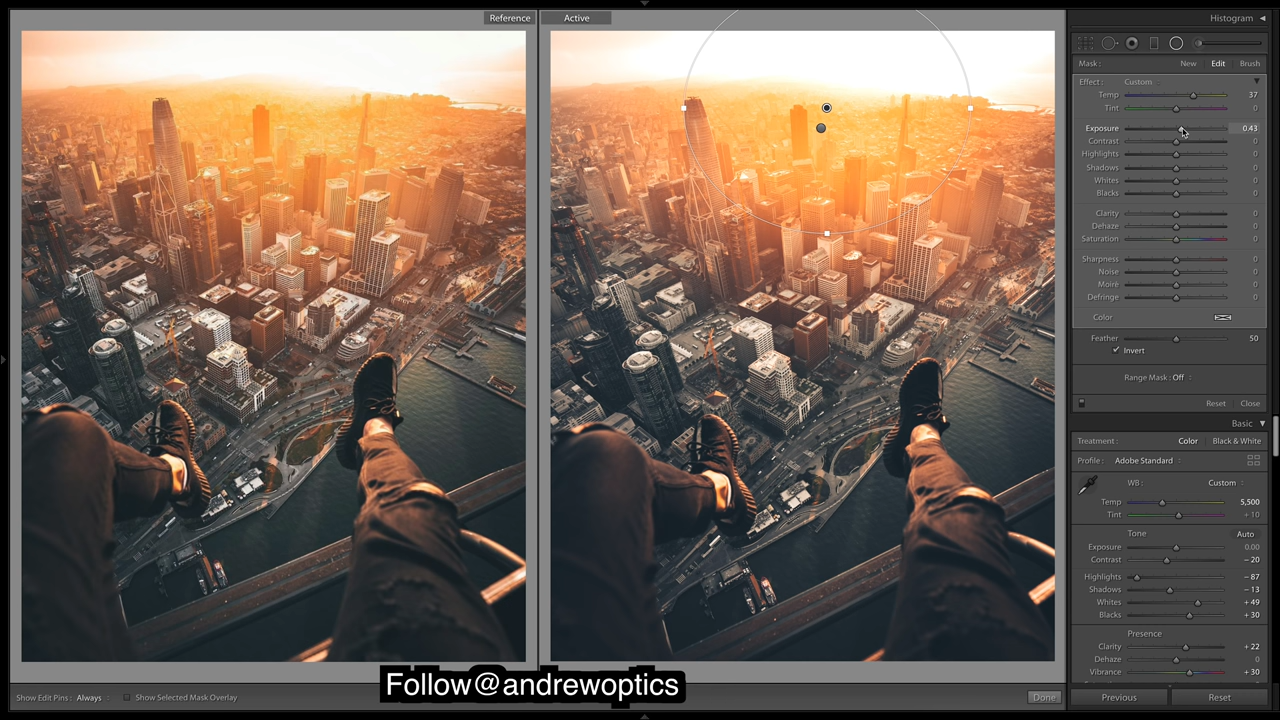 Reference
Active
Histogram
Mask : New Edit Brush
Effect : Custom
Temp 37
Tint 0
Exposure 0.43
Contrast 0
Highlights 0
Shadows 0
Whites 0
Blacks 0
Clarity 0
Dehaze 0
Saturation 0
Sharpness 0
Noise 0
Moiré 0
Defringe 0
Color
Feather 50
Invert
Range Mask : Off
Reset Close
Basic
Treatment : Color Black & White
Profile : Adobe Standard
WB : Custom
Temp 5,500
Tint + 10
Tone Auto
Exposure 0.00
Contrast − 20
Highlights − 87
Shadows − 13
Whites + 49
Blacks + 30
Presence
Clarity + 22
Dehaze 0
Vibrance + 30
Follow@andrewoptics
Show Edit Pins : Always Show Selected Mask Overlay Done
Previous Reset